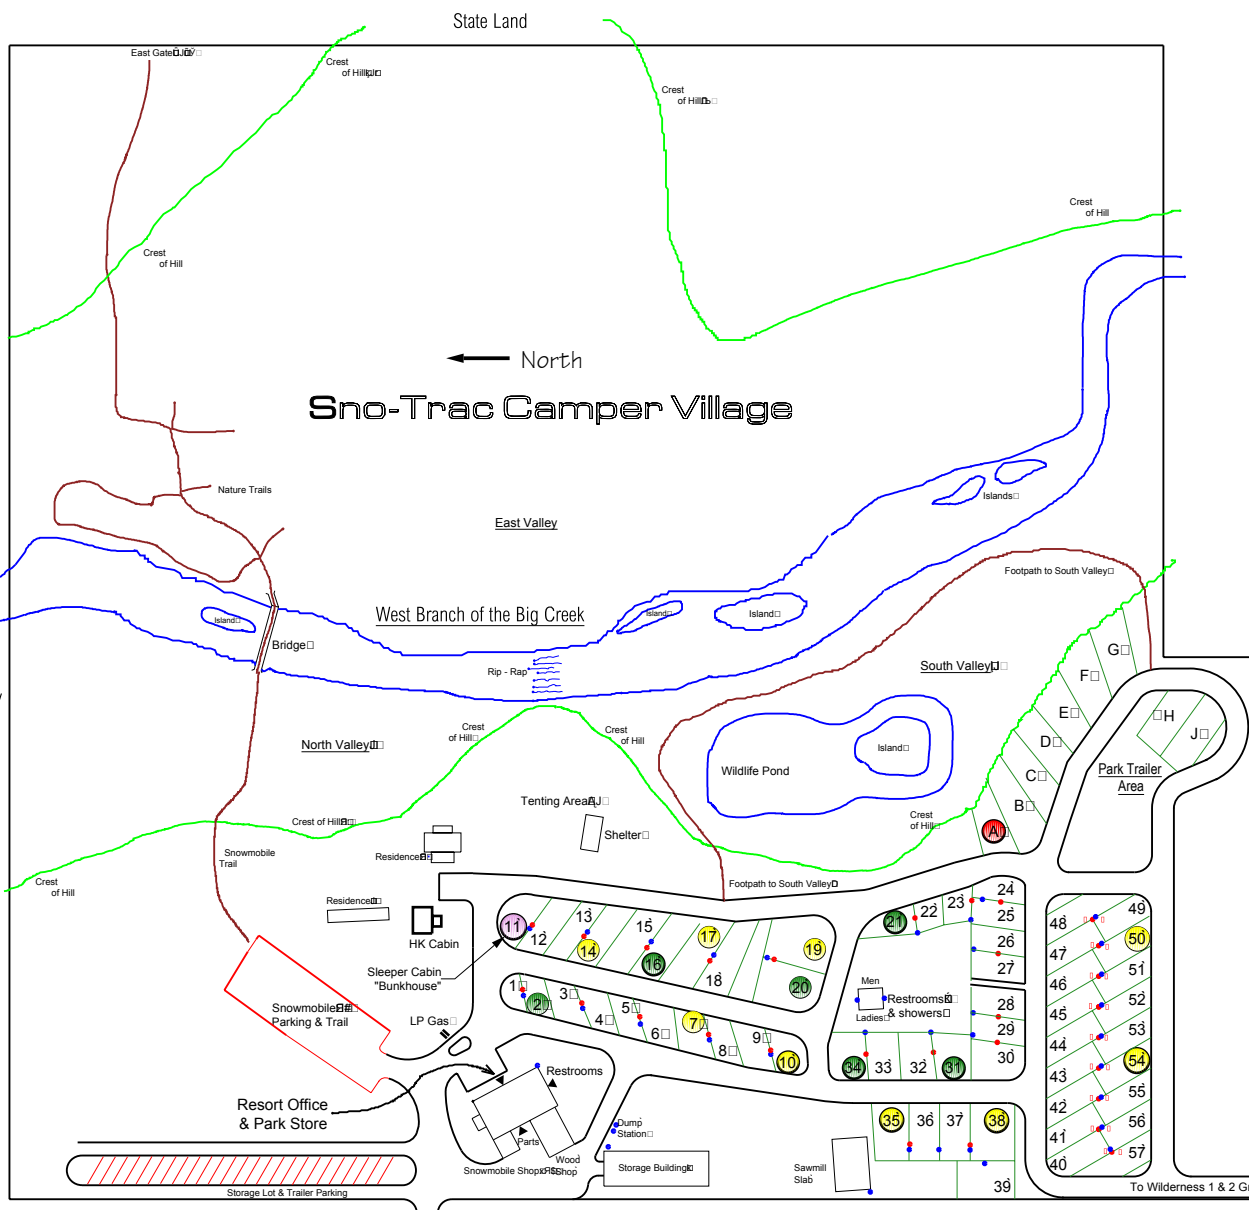 State Land
East Gate
Crest
of Hill
Crest
of Hill
Crest
of Hill
Crest
of Hill
North
Sno-Trac Camper Village
Nature Trails
Islands
East Valley
Footpath to South Valley
West Branch of the Big Creek
Island
Island
Island
Bridge
Rip - Rap
South Valley
G
F
E
D
C
B
A
H
J
Park Trailer
Area
North Valley
Crest
of Hill
Crest
of Hill
Island
Wildlife Pond
Tenting Area
Shelter
Crest
of Hill
Crest of Hill
Residence
Snowmobile
Trail
Crest
of Hill
Footpath to South Valley
Residence
HK Cabin
Sleeper Cabin
"Bunkhouse"
11
12
13
14
15
16
17
18
19
20
21
22
23
24
25
26
27
28
29
30
31
32
33
34
Men
Restrooms
& showers
Ladies
1
2
3
4
5
6
7
8
9
10
Snowmobile
Parking & Trail
LP Gas
Resort Office
& Park Store
Restrooms
Parts
Wood
Shop
Snowmobile Shop
Dump
Station
Storage Building
Sawmill
Slab
35
36
37
38
39
40
41
42
43
44
45
46
47
48
49
50
51
52
53
54
55
56
57
Storage Lot & Trailer Parking
To Wilderness 1 & 2